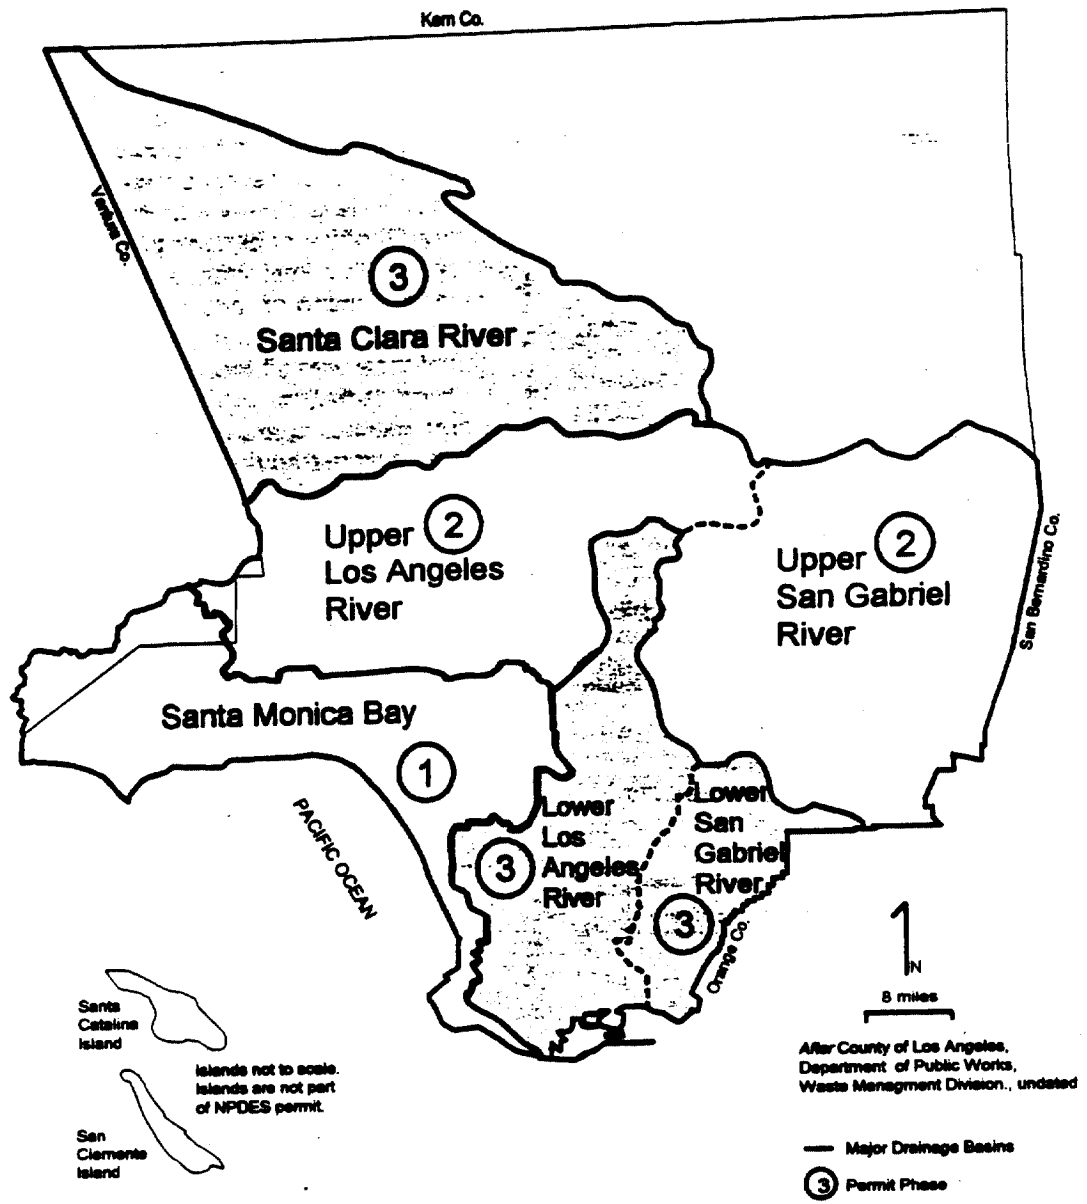 Kern Co.
Ventura Co.
3
Santa Clara River
Upper 2
Los Angeles
River
Upper 2
San Gabriel
River
San Bernardino Co.
Santa Monica Bay
1
PACIFIC OCEAN
Lower
Los
Angeles
River
3
Lower
San
Gabriel
River
3
Orange Co.
N
8 miles
Santa
Catalina
Island
Islands not to scale.
Islands are not part
of NPDES permit.
San
Clemente
Island
After County of Los Angeles,
Department of Public Works,
Waste Managment Division., undated
Major Drainage Basins
3 Permit Phase